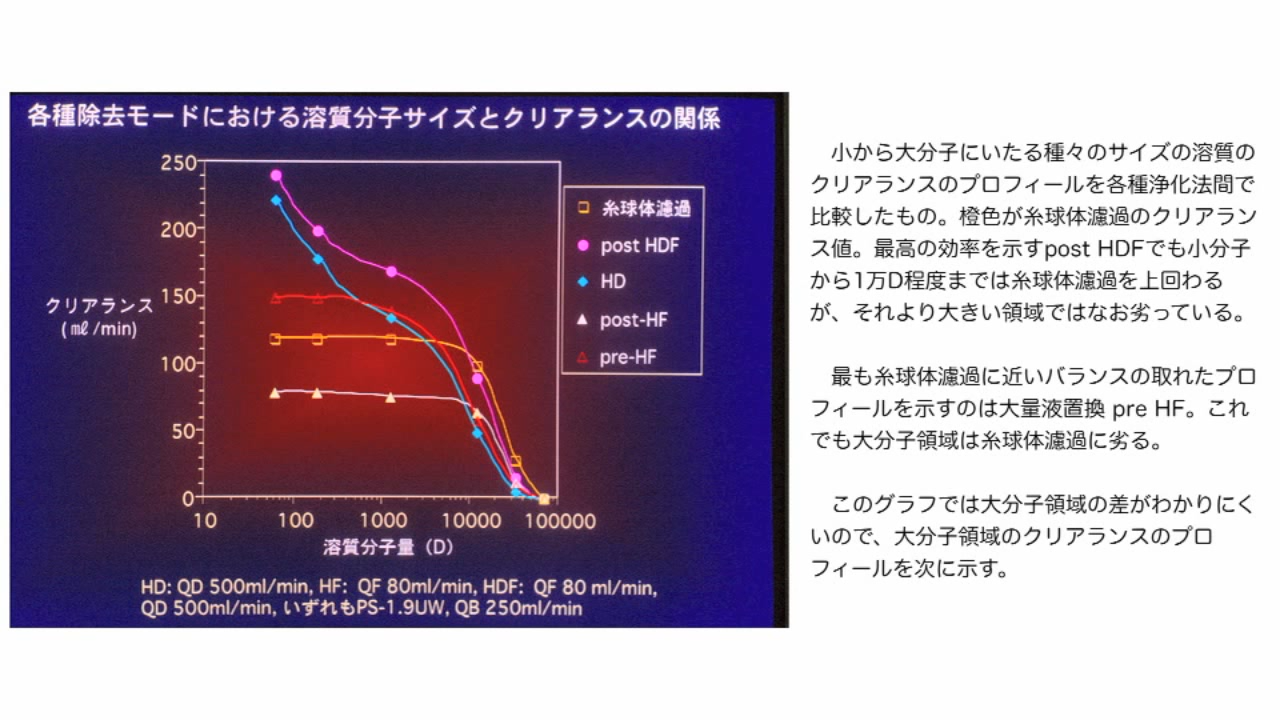 各種除去モードにおける溶質分子サイズとクリアランスの関係
250
200
150
100
50
0
クリアランス
(㎖/min)
10 100 1000 10000 100000
溶質分子量（D）
糸球体濾過
post HDF
HD
post-HF
pre-HF
HD: QD 500ml/min, HF: QF 80ml/min, HDF: QF 80 ml/min,
QD 500ml/min, いずれもPS-1.9UW, QB 250ml/min
小から大分子にいたる種々のサイズの溶質の
クリアランスのプロフィールを各種浄化法間で
比較したもの。橙色が糸球体濾過のクリアラン
ス値。最高の効率を示すpost HDFでも小分子
から1万D程度までは糸球体濾過を上回わる
が、それより大きい領域ではなお劣っている。
最も糸球体濾過に近いバランスの取れたプロ
フィールを示すのは大量液置換 pre HF。これ
でも大分子領域は糸球体濾過に劣る。
このグラフでは大分子領域の差がわかりにく
いので、大分子領域のクリアランスのプロ
フィールを次に示す。